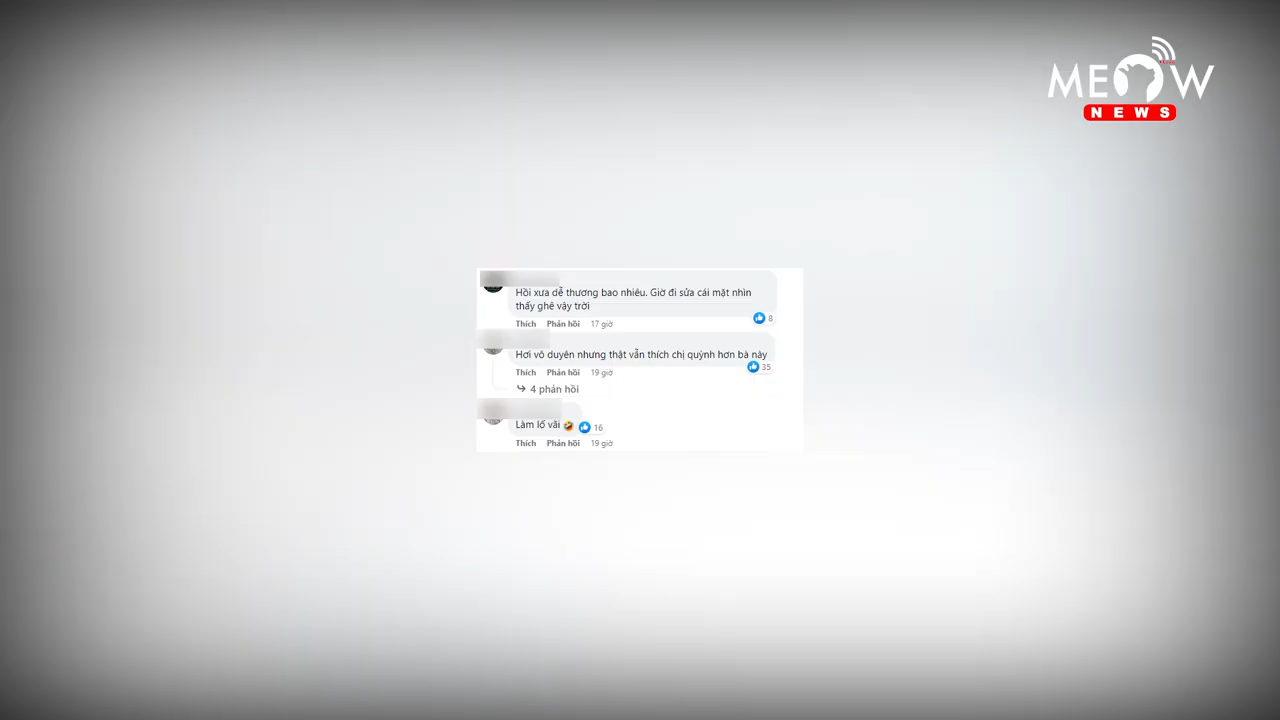 MEOW
NEWS
Hồi xưa dễ thương bao nhiêu. Giờ đi sửa cái mặt nhìn
thấy ghê vậy trời
8
Thích Phản hồi 17 giờ
Hơi vô duyên nhưng thật vẫn thích chị quỳnh hơn bà này
35
Thích Phản hồi 19 giờ
4 phản hồi
Làm lố vãi 🤣 16
Thích Phản hồi 19 giờ